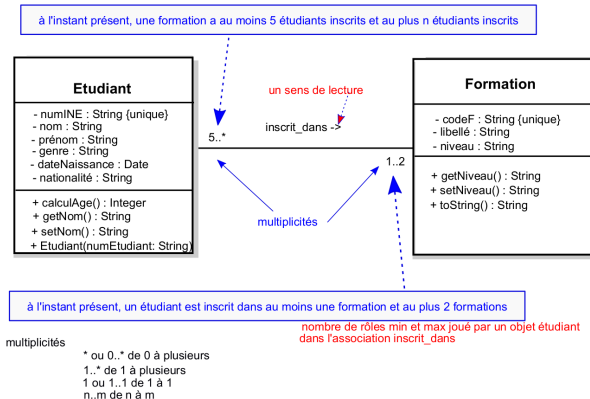 à l'instant présent, une formation a au moins 5 étudiants inscrits et au plus n étudiants inscrits
Etudiant
- numINE : String {unique}
- nom : String
- prénom : String
- genre : String
- dateNaissance : Date
- nationalité : String
+ calculAge() : Integer
+ getNom() : String
+ setNom() : String
+ Etudiant(numEtudiant: String)
un sens de lecture
inscrit_dans ->
5..*
1..2
multiplicités
Formation
- codeF : String {unique}
- libellé : String
- niveau : String
+ getNiveau() : String
+ setNiveau() : String
+ toString() : String
à l'instant présent, un étudiant est inscrit dans au moins une formation et au plus 2 formations
nombre de rôles min et max joué par un objet étudiant
dans l'association inscrit_dans
multiplicités
* ou 0..* de 0 à plusieurs
1..* de 1 à plusieurs
1 ou 1..1 de 1 à 1
n..m de n à m